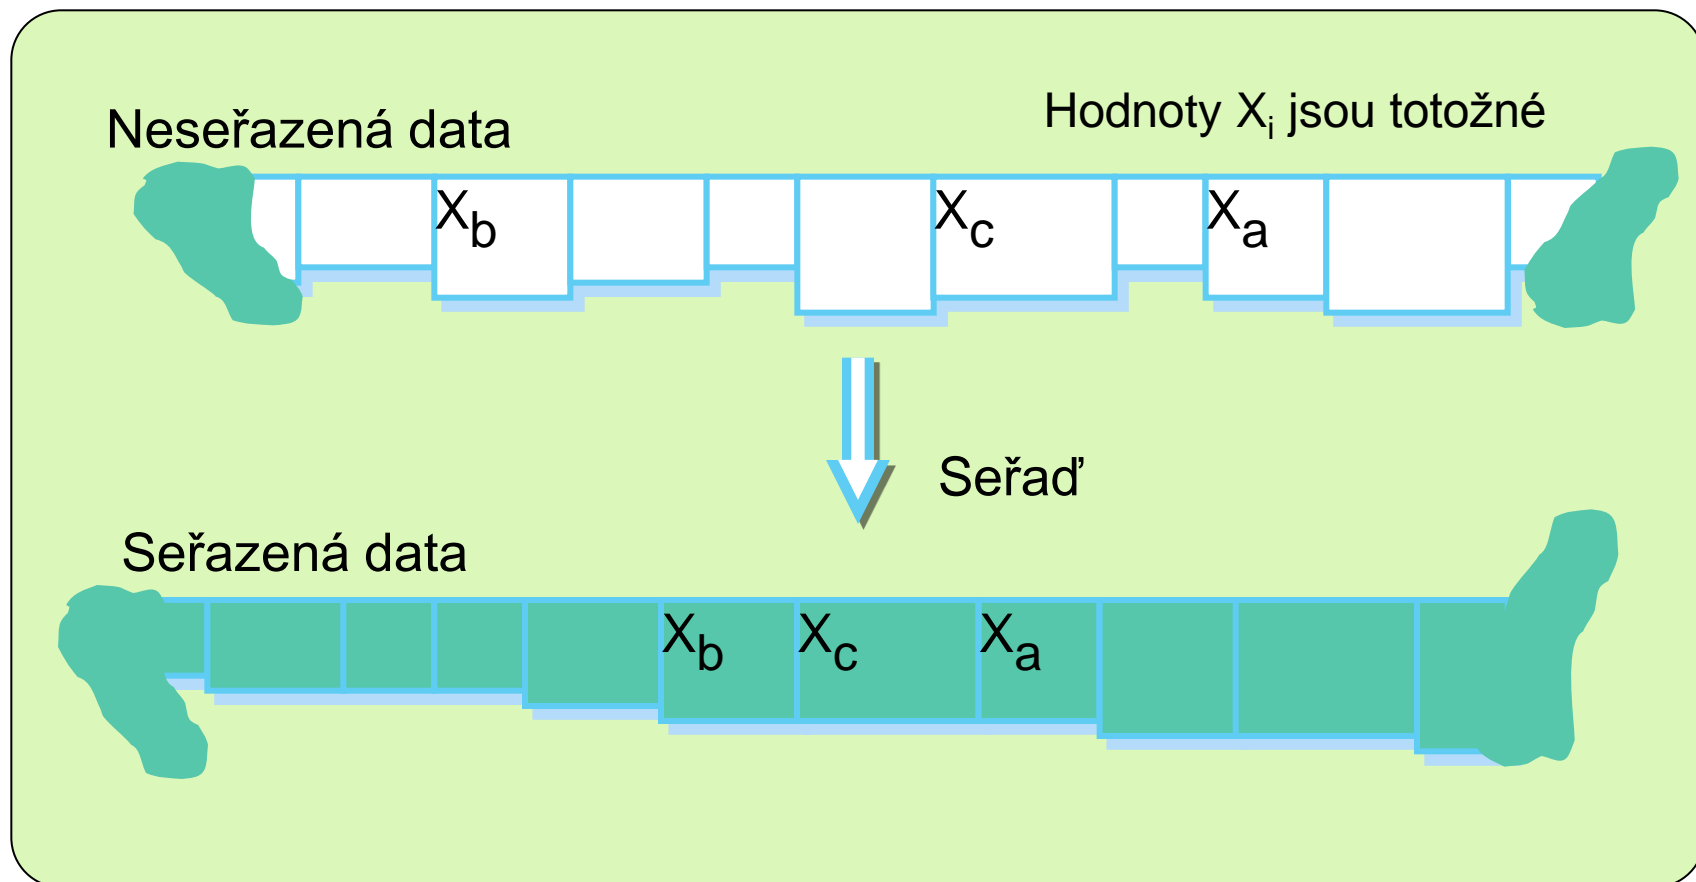 Neseřazená data
Hodnoty Xi jsou totožné
Xb Xc Xa
Seřaď
Seřazená data
Xb Xc Xa